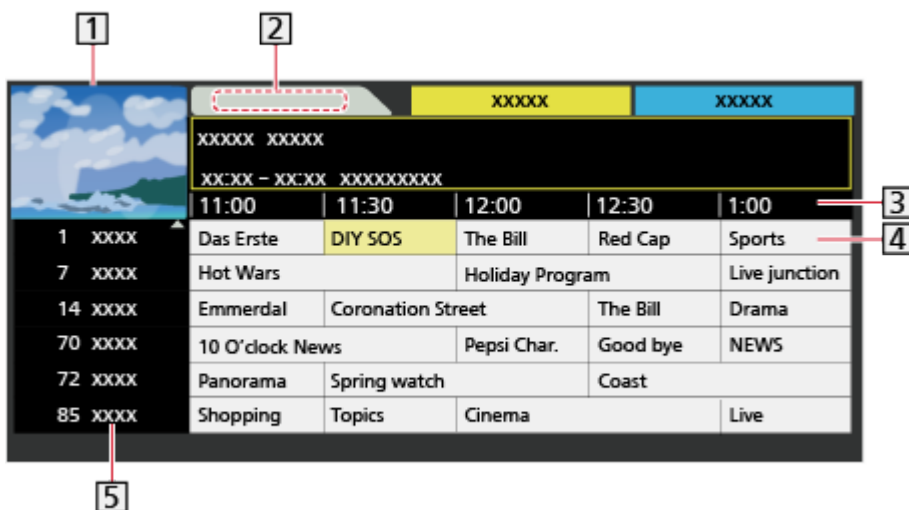 1 2
xxxxx xxxxx
xxxxx xxxxx
xx:xx – xx:xx xxxxxxxxx
11:00 11:30 12:00 12:30 1:00 3
1 xxxx Das Erste DIY SOS The Bill Red Cap Sports 4
7 xxxx Hot Wars Holiday Program Live junction
14 xxxx Emmerdal Coronation Street The Bill Drama
70 xxxx 10 O'clock News Pepsi Char. Good bye NEWS
72 xxxx Panorama Spring watch Coast
85 xxxx Shopping Topics Cinema Live
5